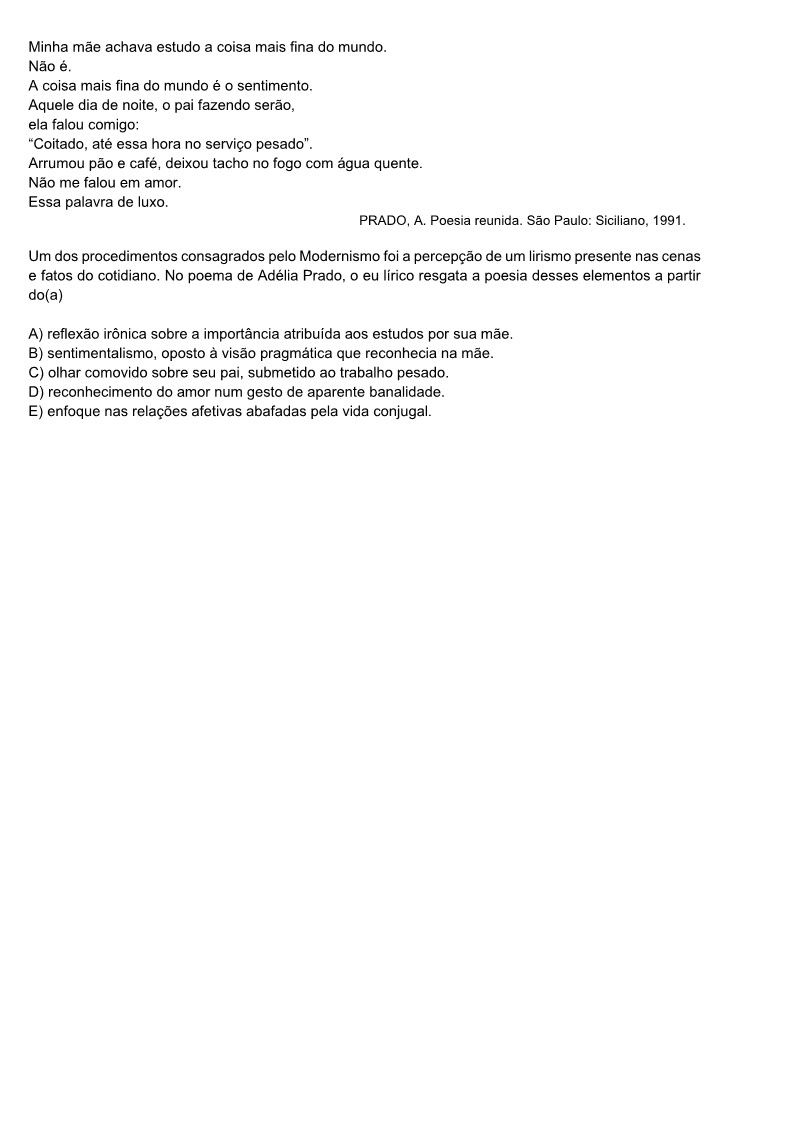 Minha mãe achava estudo a coisa mais fina do mundo.
Não é.
A coisa mais fina do mundo é o sentimento.
Aquele dia de noite, o pai fazendo serão,
ela falou comigo:
“Coitado, até essa hora no serviço pesado”.
Arrumou pão e café, deixou tacho no fogo com água quente.
Não me falou em amor.
Essa palavra de luxo.
PRADO, A. Poesia reunida. São Paulo: Siciliano, 1991.
Um dos procedimentos consagrados pelo Modernismo foi a percepção de um lirismo presente nas cenas
e fatos do cotidiano. No poema de Adélia Prado, o eu lírico resgata a poesia desses elementos a partir
do(a)
A) reflexão irônica sobre a importância atribuída aos estudos por sua mãe.
B) sentimentalismo, oposto à visão pragmática que reconhecia na mãe.
C) olhar comovido sobre seu pai, submetido ao trabalho pesado.
D) reconhecimento do amor num gesto de aparente banalidade.
E) enfoque nas relações afetivas abafadas pela vida conjugal.